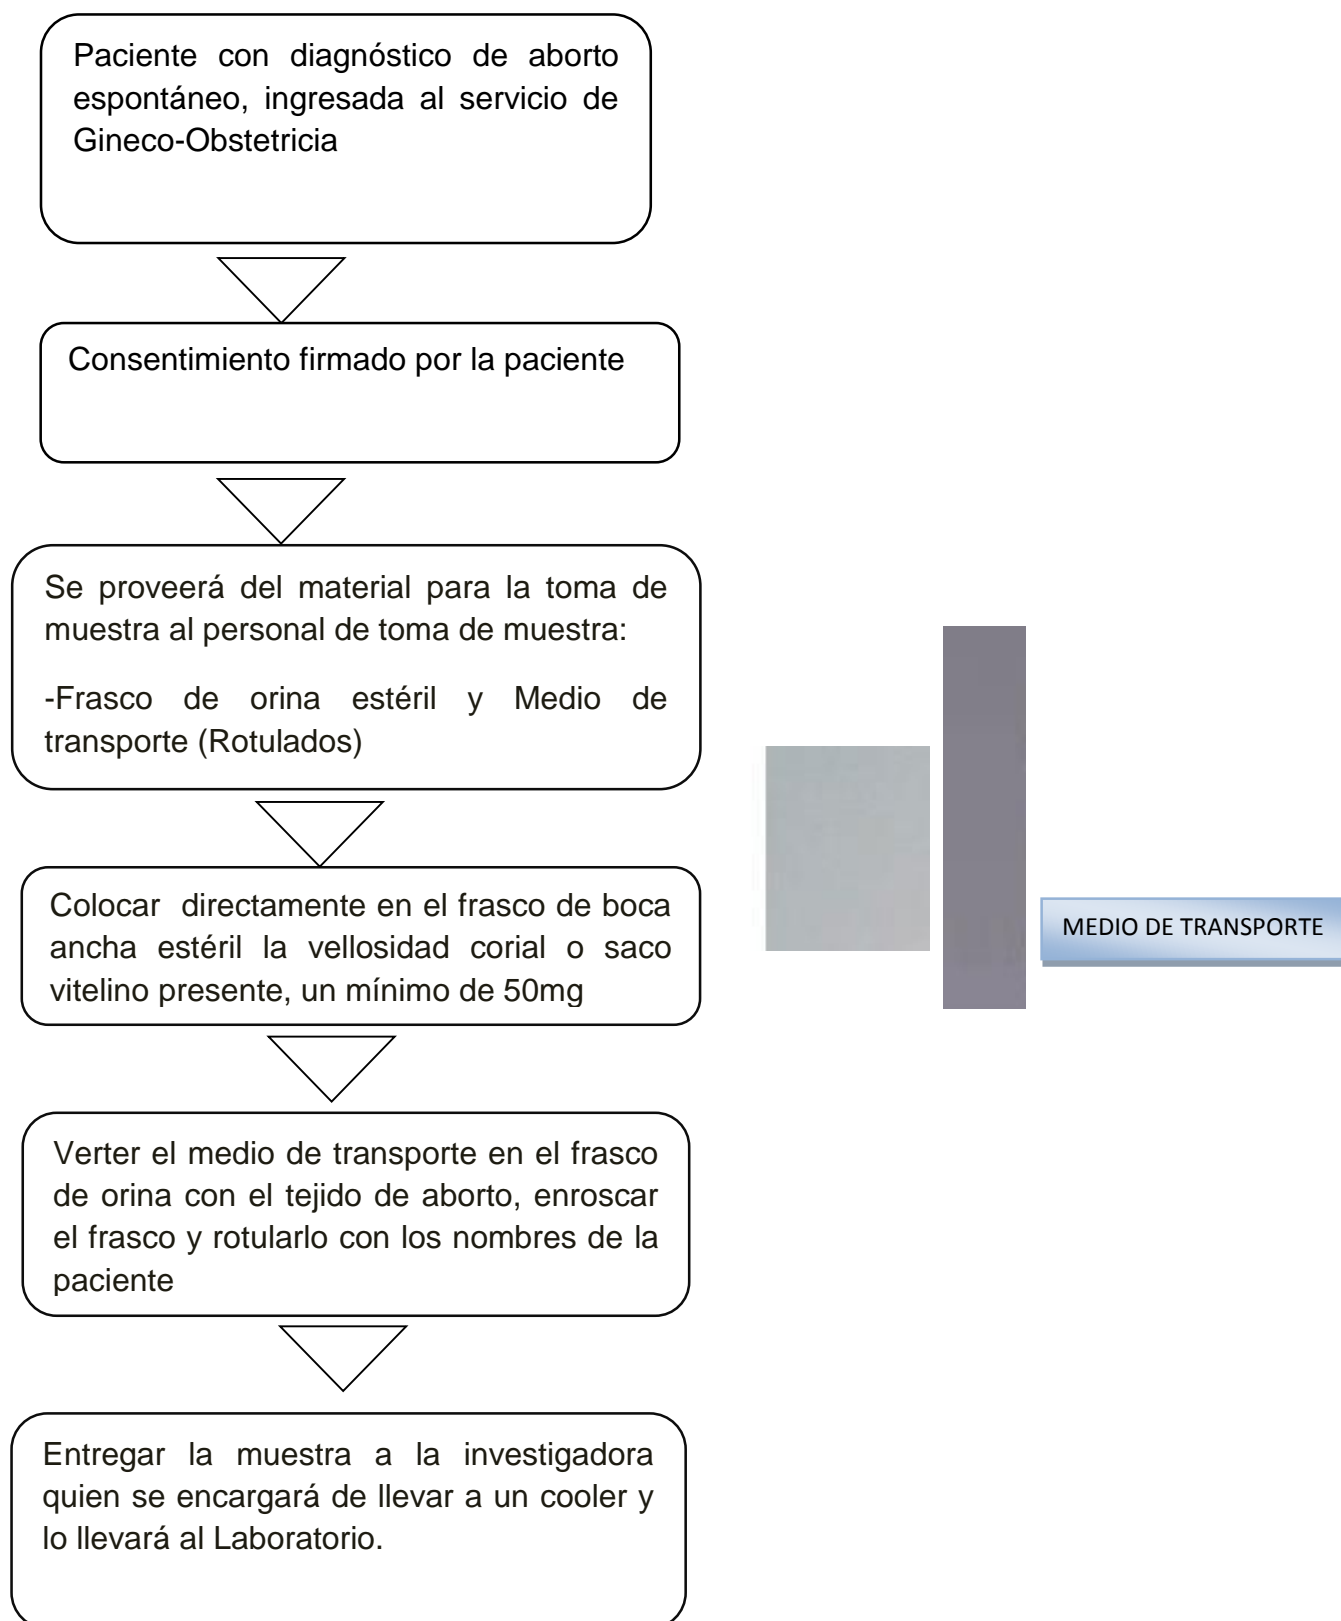 Paciente con diagnóstico de aborto
espontáneo, ingresada al servicio de
Gineco-Obstetricia
Consentimiento firmado por la paciente
Se proveerá del material para la toma de
muestra al personal de toma de muestra:
-Frasco de orina estéril y Medio de
transporte (Rotulados)
Colocar directamente en el frasco de boca
ancha estéril la vellosidad corial o saco
vitelino presente, un mínimo de 50mg
MEDIO DE TRANSPORTE
Verter el medio de transporte en el frasco
de orina con el tejido de aborto, enroscar
el frasco y rotularlo con los nombres de la
paciente
Entregar la muestra a la investigadora
quien se encargará de llevar a un cooler y
lo llevará al Laboratorio.